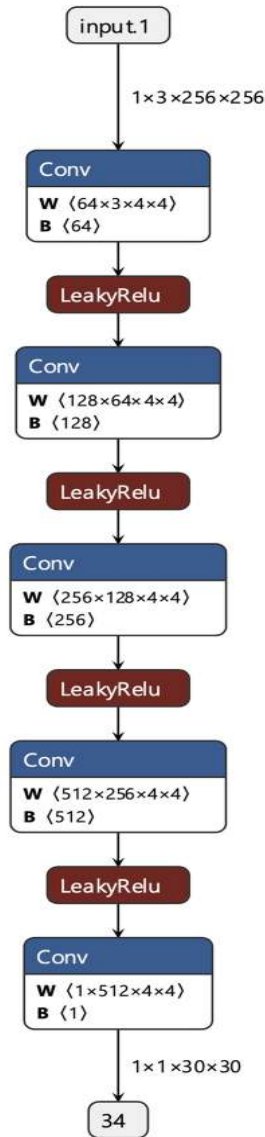 input.1
1×3×256×256
Conv
W ⟨64×3×4×4⟩
B ⟨64⟩
LeakyRelu
Conv
W ⟨128×64×4×4⟩
B ⟨128⟩
LeakyRelu
Conv
W ⟨256×128×4×4⟩
B ⟨256⟩
LeakyRelu
Conv
W ⟨512×256×4×4⟩
B ⟨512⟩
LeakyRelu
Conv
W ⟨1×512×4×4⟩
B ⟨1⟩
1×1×30×30
34